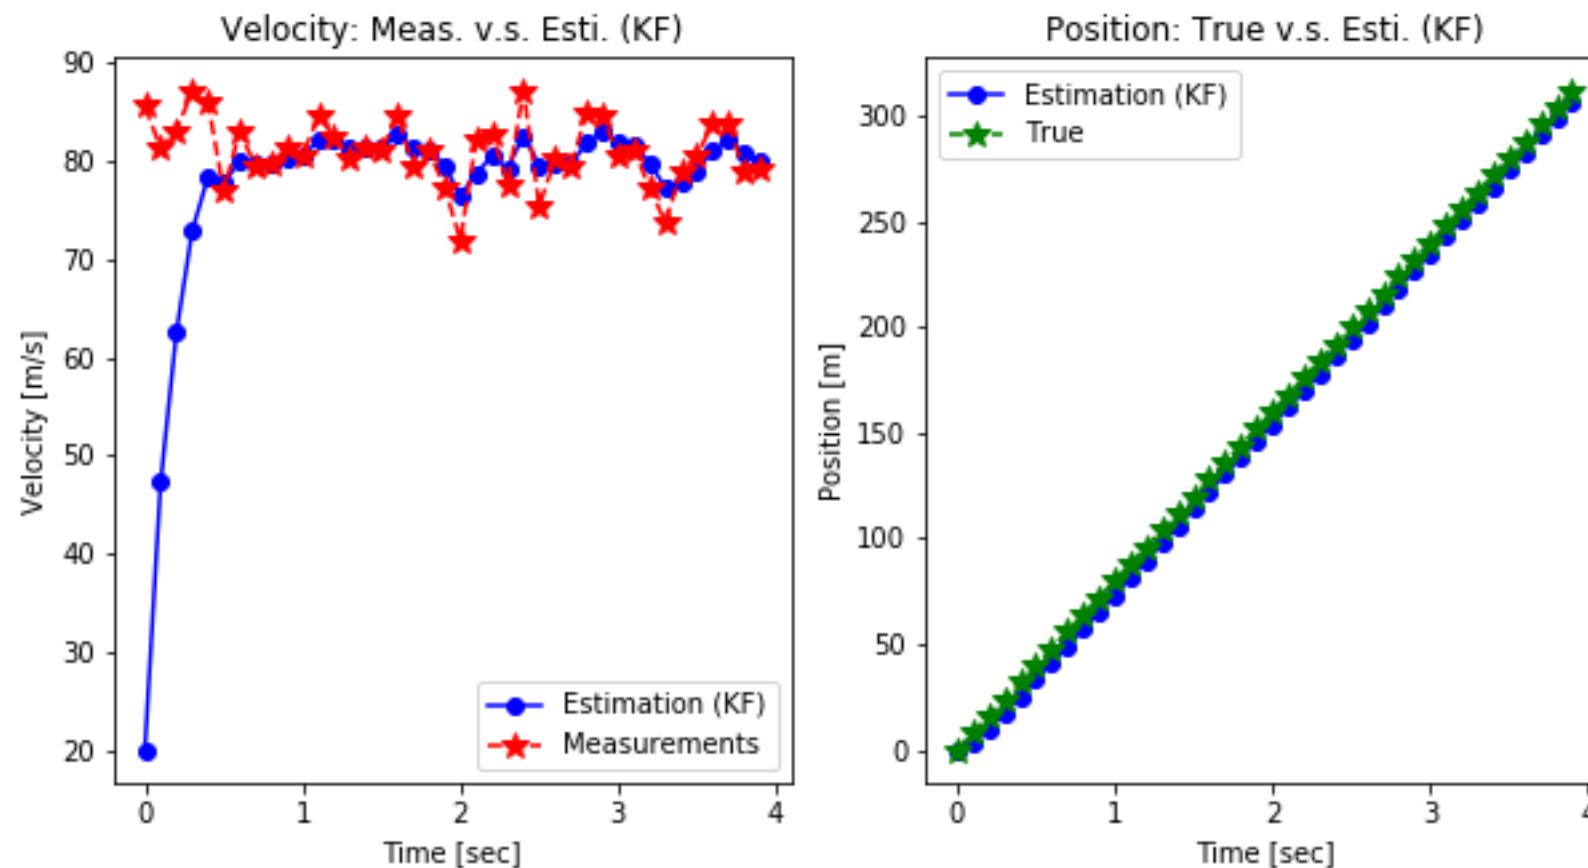 Velocity: Meas. v.s. Esti. (KF)
90
80
70
60
50
40
30
20
Velocity [m/s]
Estimation (KF)
Measurements
0 1 2 3 4
Time [sec]
Position: True v.s. Esti. (KF)
Estimation (KF)
True
300
250
200
150
100
50
0
Position [m]
0 1 2 3 4
Time [sec]